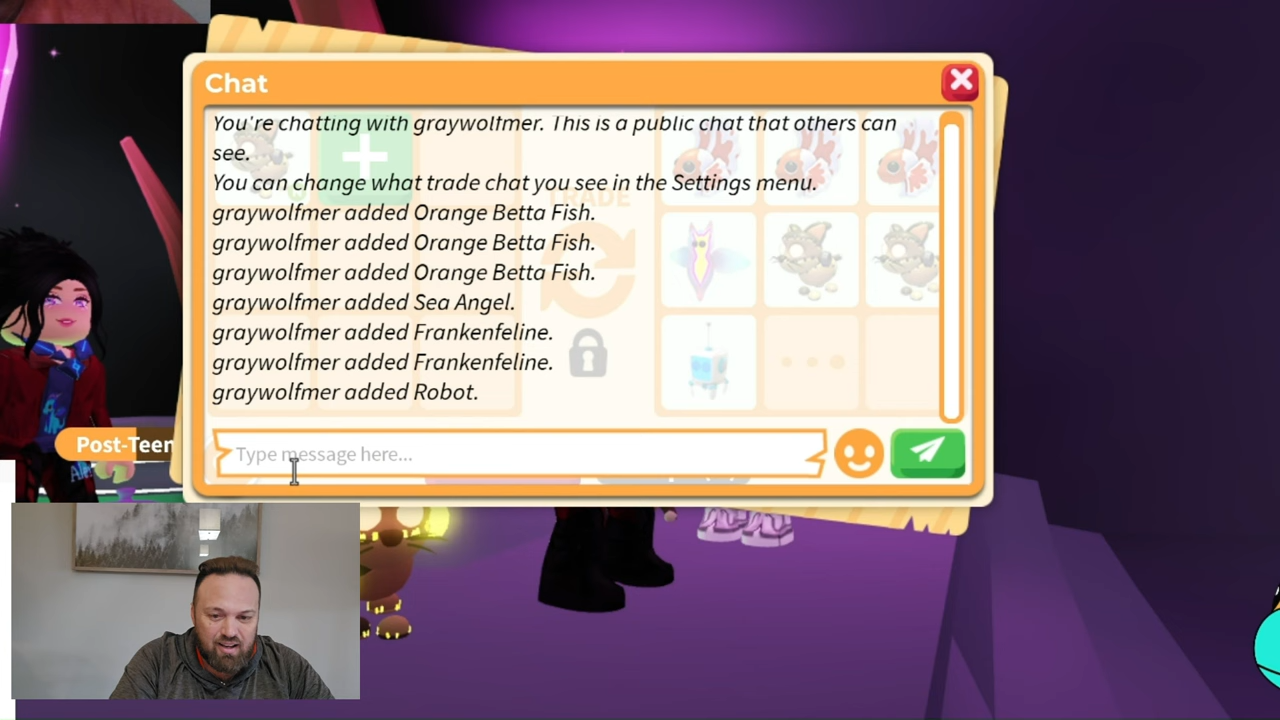 Chat
You're chatting with graywolfmer. This is a public chat that others can
see.
You can change what trade chat you see in the Settings menu.
TRADE
graywolfmer added Orange Betta Fish.
graywolfmer added Orange Betta Fish.
graywolfmer added Orange Betta Fish.
graywolfmer added Sea Angel.
graywolfmer added Frankenfeline.
graywolfmer added Frankenfeline.
graywolfmer added Robot.
Post-Teen
Type message here...